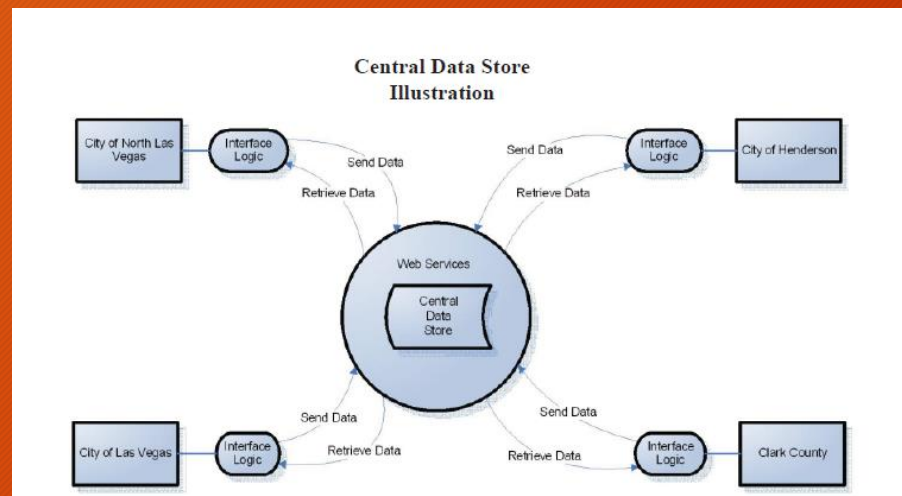 Central Data Store
Illustration
City of North Las
Vegas
Interface
Logic
Send Data
Retrieve Data
Send Data
Retrieve Data
Interface
Logic
City of Henderson
Web Services
Central
Data
Store
City of Las Vegas
Interface
Logic
Send Data
Retrieve Data
Send Data
Retrieve Data
Interface
Logic
Clark County